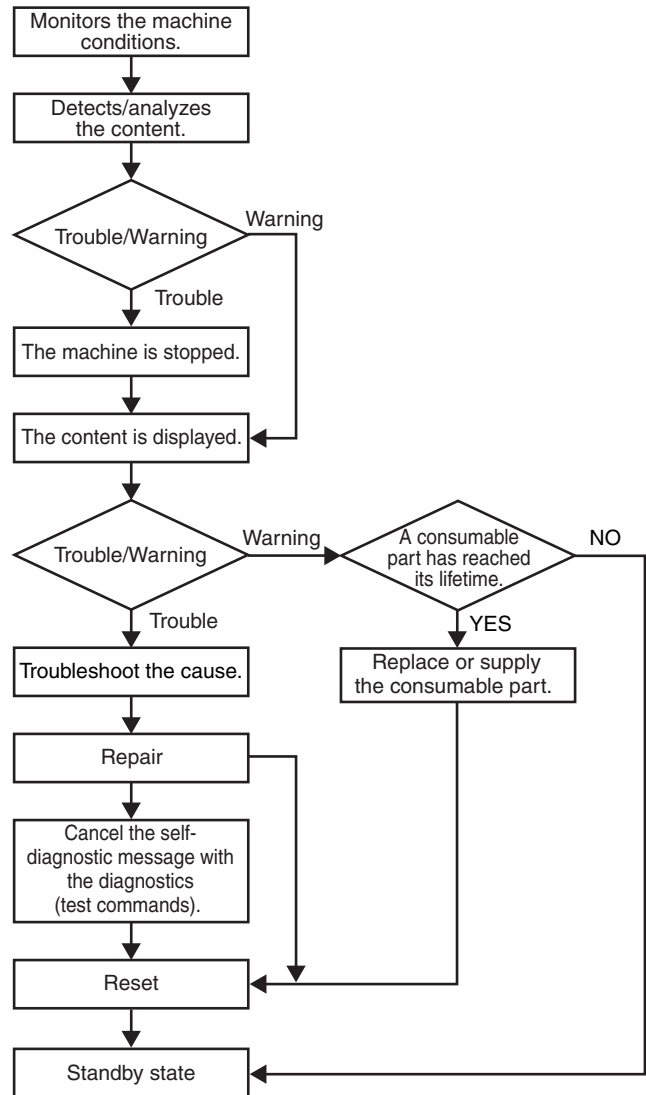 Monitors the machine
conditions.
Detects/analyzes
the content.
Trouble/Warning
Warning
Trouble
The machine is stopped.
The content is displayed.
Trouble/Warning
Warning
A consumable
part has reached
its lifetime.
NO
Trouble
YES
Troubleshoot the cause.
Replace or supply
the consumable part.
Repair
Cancel the self-
diagnostic message with
the diagnostics
(test commands).
Reset
Standby state